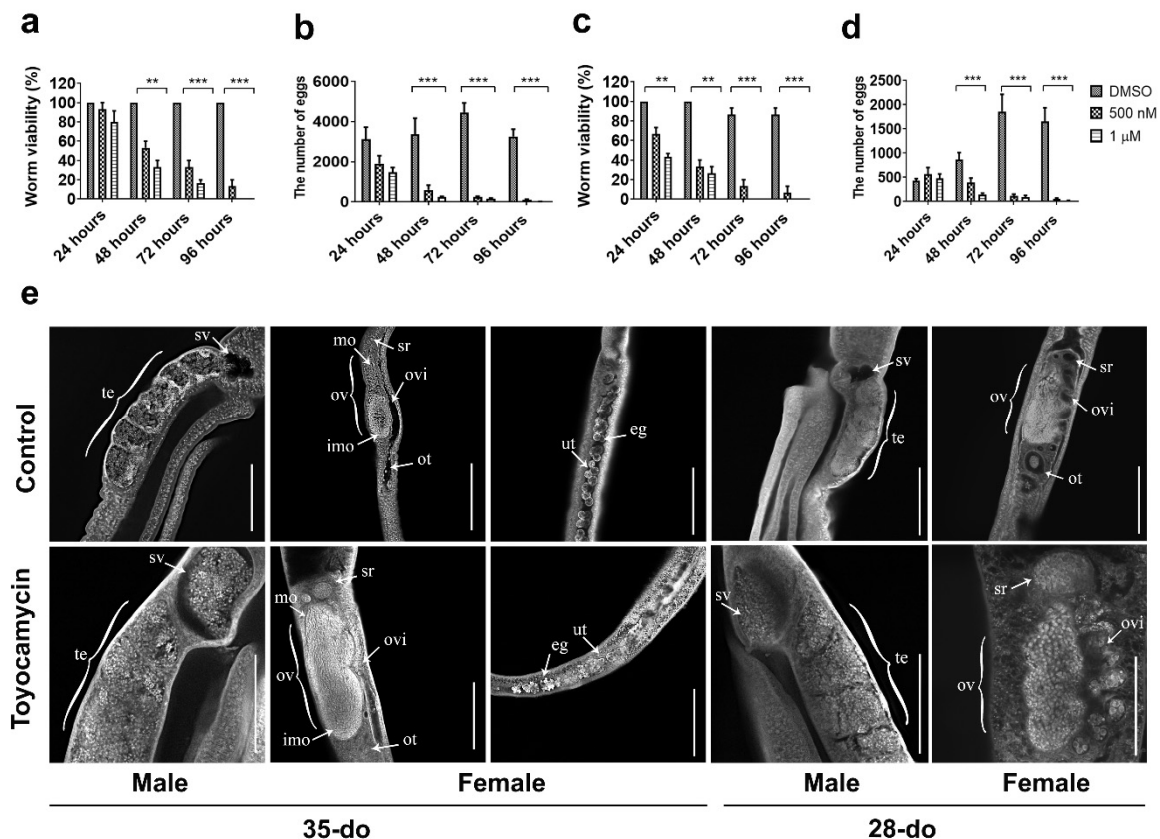 a
b
c
d
Worm viability (%)
120
100
80
60
40
20
0
** *** ***
24 hours
48 hours
72 hours
96 hours
The number of eggs
6000
4000
2000
0
*** *** ***
24 hours
48 hours
72 hours
96 hours
Worm viability (%)
120
100
80
60
40
20
0
** ** *** ***
24 hours
48 hours
72 hours
96 hours
The number of eggs
2500
2000
1500
1000
500
0
*** *** ***
24 hours
48 hours
72 hours
96 hours
DMSO
500 nM
1 μM
e
Control
sv
te
mo
sr
ov
ovi
imo
ot
ut
eg
sv
te
sr
ov
ovi
ot
Toyocamycin
sv
te
sr
mo
ovi
ov
imo
ot
ut
eg
sv
te
sr
ovi
ov
Male
Female
Male
Female
35-do
28-do